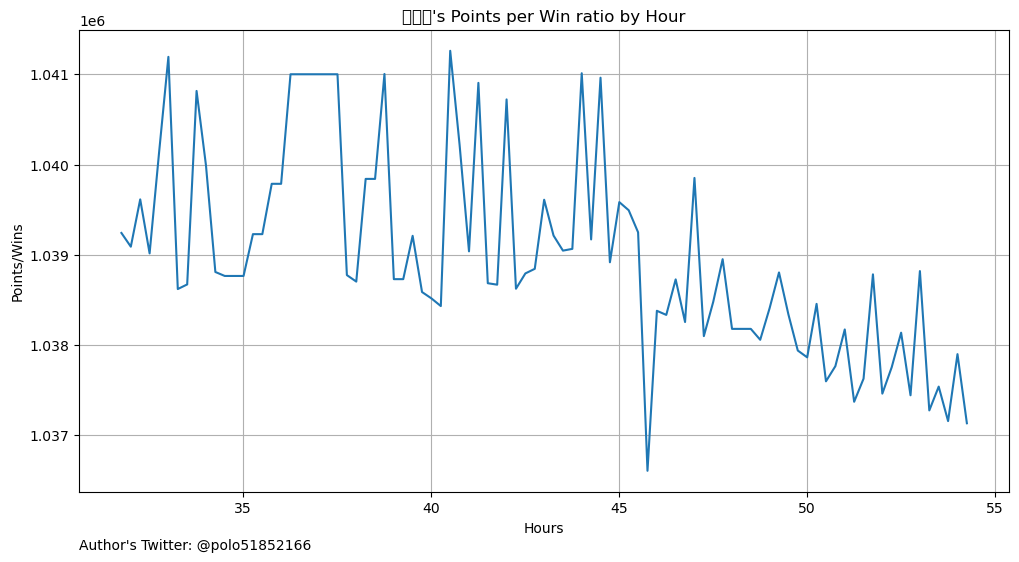 's Points per Win ratio by Hour
1e6
Points/Wins
1.041
1.040
1.039
1.038
1.037
35 40 45 50 55
Hours
Author's Twitter: @polo51852166